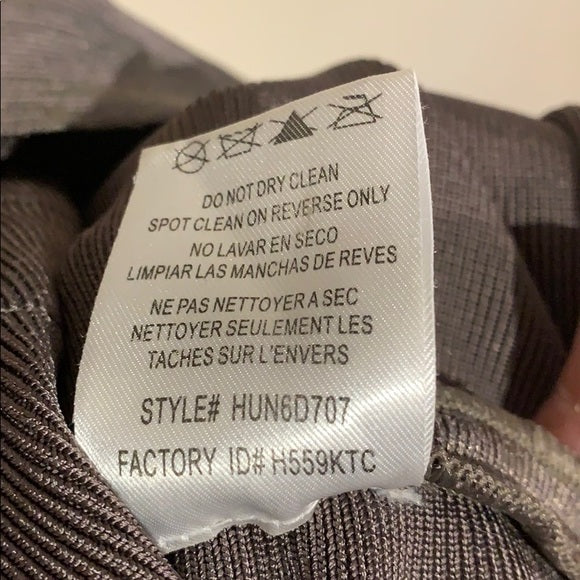 DO NOT DRY CLEAN
SPOT CLEAN ON REVERSE ONLY
NO LAVAR EN SECO
LIMPIAR LAS MANCHAS DE REVES
NE PAS NETTOYER A SEC
NETTOYER SEULEMENT LES
TACHES SUR L'ENVERS
STYLE# HUN6D707
FACTORY ID# H559KTC